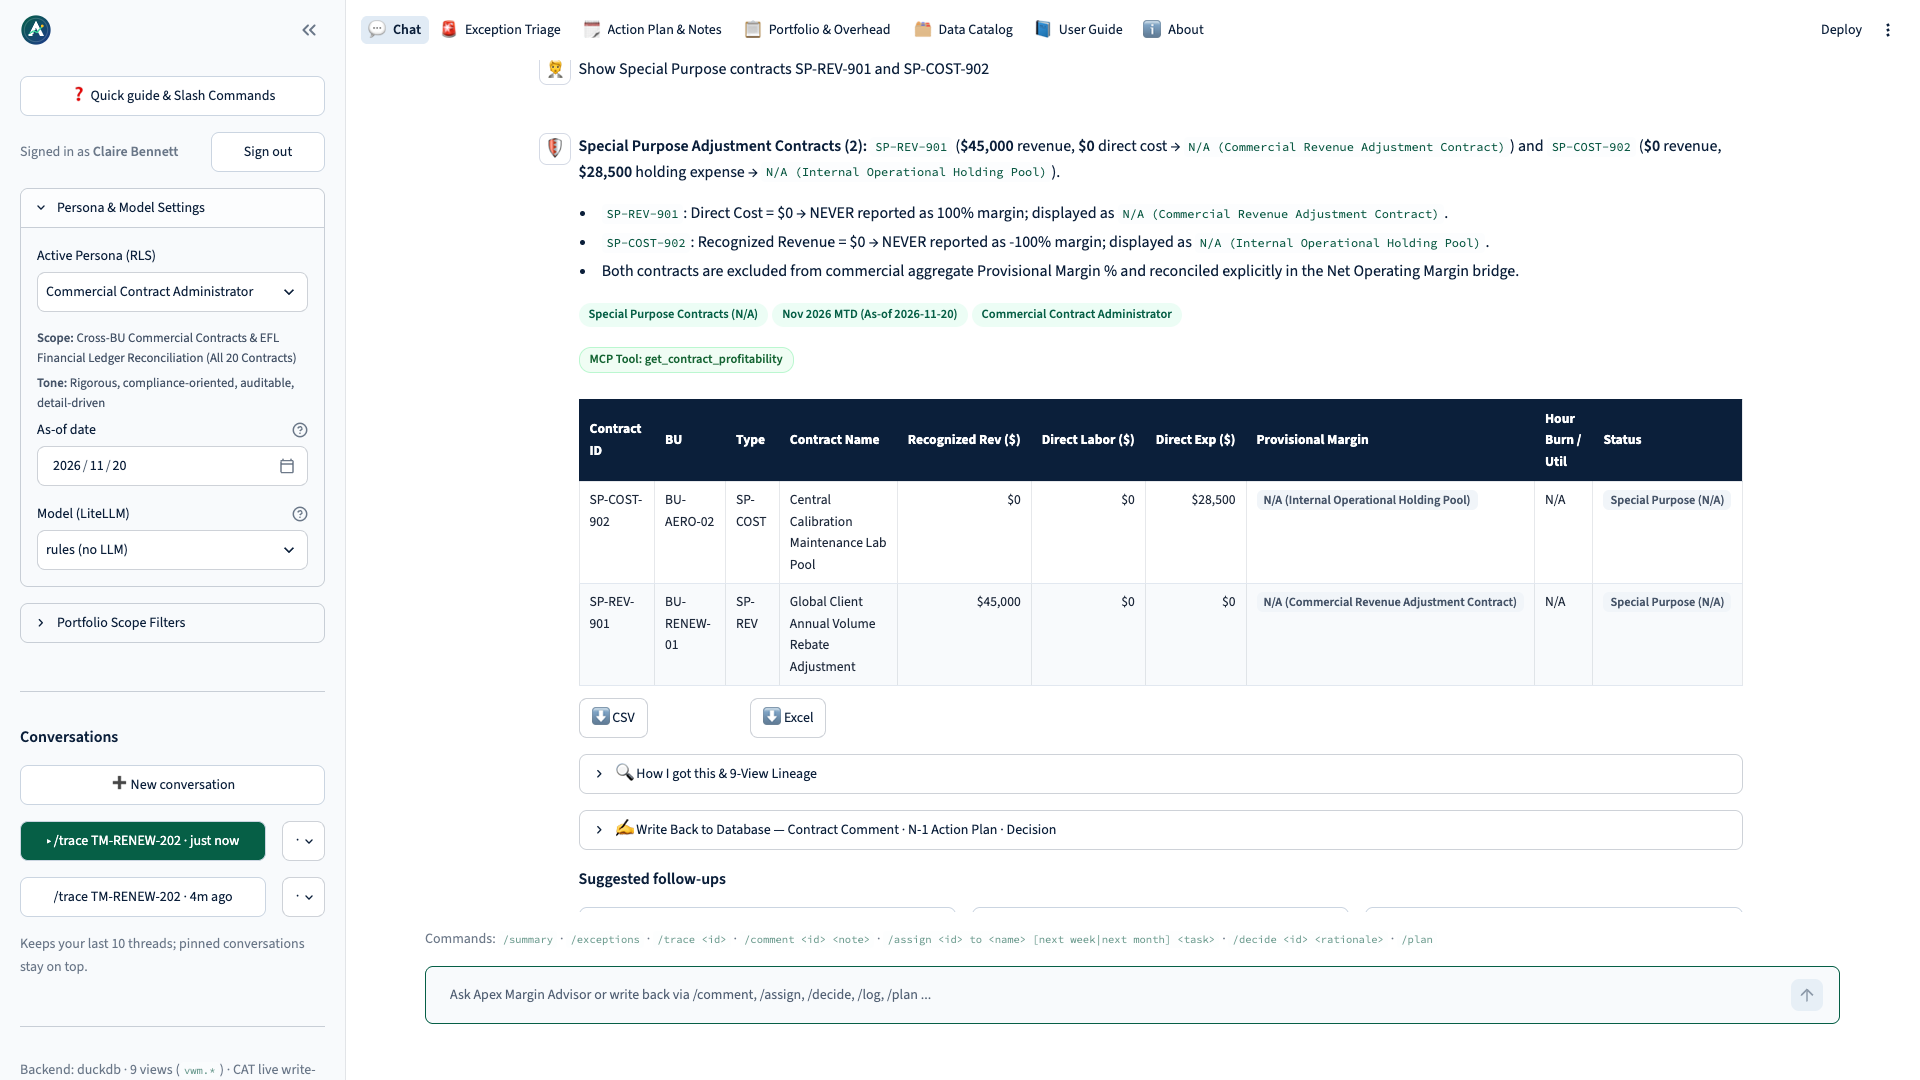 Quick guide & Slash Commands
Signed in as Claire Bennett
Sign out
Persona & Model Settings
Active Persona (RLS)
Commercial Contract Administrator
Scope: Cross-BU Commercial Contracts & EFL
Financial Ledger Reconciliation (All 20 Contracts)
Tone: Rigorous, compliance-oriented, auditable,
detail-driven
As-of date
2026 / 11 / 20
Model (LiteLLM)
rules (no LLM)
Portfolio Scope Filters
Conversations
New conversation
/trace TM-RENEW-202 · just now
/trace TM-RENEW-202 · 4m ago
Keeps your last 10 threads; pinned conversations
stay on top.
Backend: duckdb · 9 views ( vwm.* ) · CAT live write-
Chat
Exception Triage
Action Plan & Notes
Portfolio & Overhead
Data Catalog
User Guide
About
Deploy
Show Special Purpose contracts SP-REV-901 and SP-COST-902
Special Purpose Adjustment Contracts (2): SP-REV-901 ($45,000 revenue, $0 direct cost → N/A (Commercial Revenue Adjustment Contract) ) and SP-COST-902 ($0 revenue,
$28,500 holding expense → N/A (Internal Operational Holding Pool) ).
• SP-REV-901 : Direct Cost = $0 → NEVER reported as 100% margin; displayed as N/A (Commercial Revenue Adjustment Contract) .
• SP-COST-902 : Recognized Revenue = $0 → NEVER reported as -100% margin; displayed as N/A (Internal Operational Holding Pool) .
• Both contracts are excluded from commercial aggregate Provisional Margin % and reconciled explicitly in the Net Operating Margin bridge.
Special Purpose Contracts (N/A) Nov 2026 MTD (As-of 2026-11-20) Commercial Contract Administrator
MCP Tool: get_contract_profitability
Contract ID BU Type Contract Name Recognized Rev ($) Direct Labor ($) Direct Exp ($) Provisional Margin Hour Burn / Util Status
SP-COST-902 BU-AERO-02 SP-COST Central Calibration Maintenance Lab Pool $0 $0 $28,500 N/A (Internal Operational Holding Pool) N/A Special Purpose (N/A)
SP-REV-901 BU-RENEW-01 SP-REV Global Client Annual Volume Rebate Adjustment $45,000 $0 $0 N/A (Commercial Revenue Adjustment Contract) N/A Special Purpose (N/A)
CSV
Excel
How I got this & 9-View Lineage
Write Back to Database — Contract Comment · N-1 Action Plan · Decision
Suggested follow-ups
Commands: /summary · /exceptions · /trace <id> · /comment <id> <note> · /assign <id> to <name> [next week|next month] <task> · /decide <id> <rationale> · /plan
Ask Apex Margin Advisor or write back via /comment, /assign, /decide, /log, /plan ...